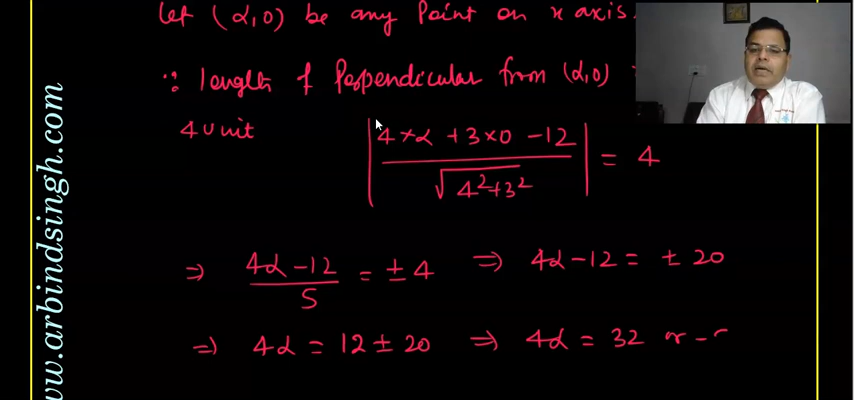 Let (α,0) be any Point on x axis.
∵ length of Perpendicular from (α,0)
4 Unit
|4×α +3×0 -12 / √4²+3²| = 4
⇒ 4α -12 / 5 = ± 4 ⇒ 4α -12 = ± 20
⇒ 4α = 12 ± 20 ⇒ 4α = 32 or -
ww.arbindsingh.com